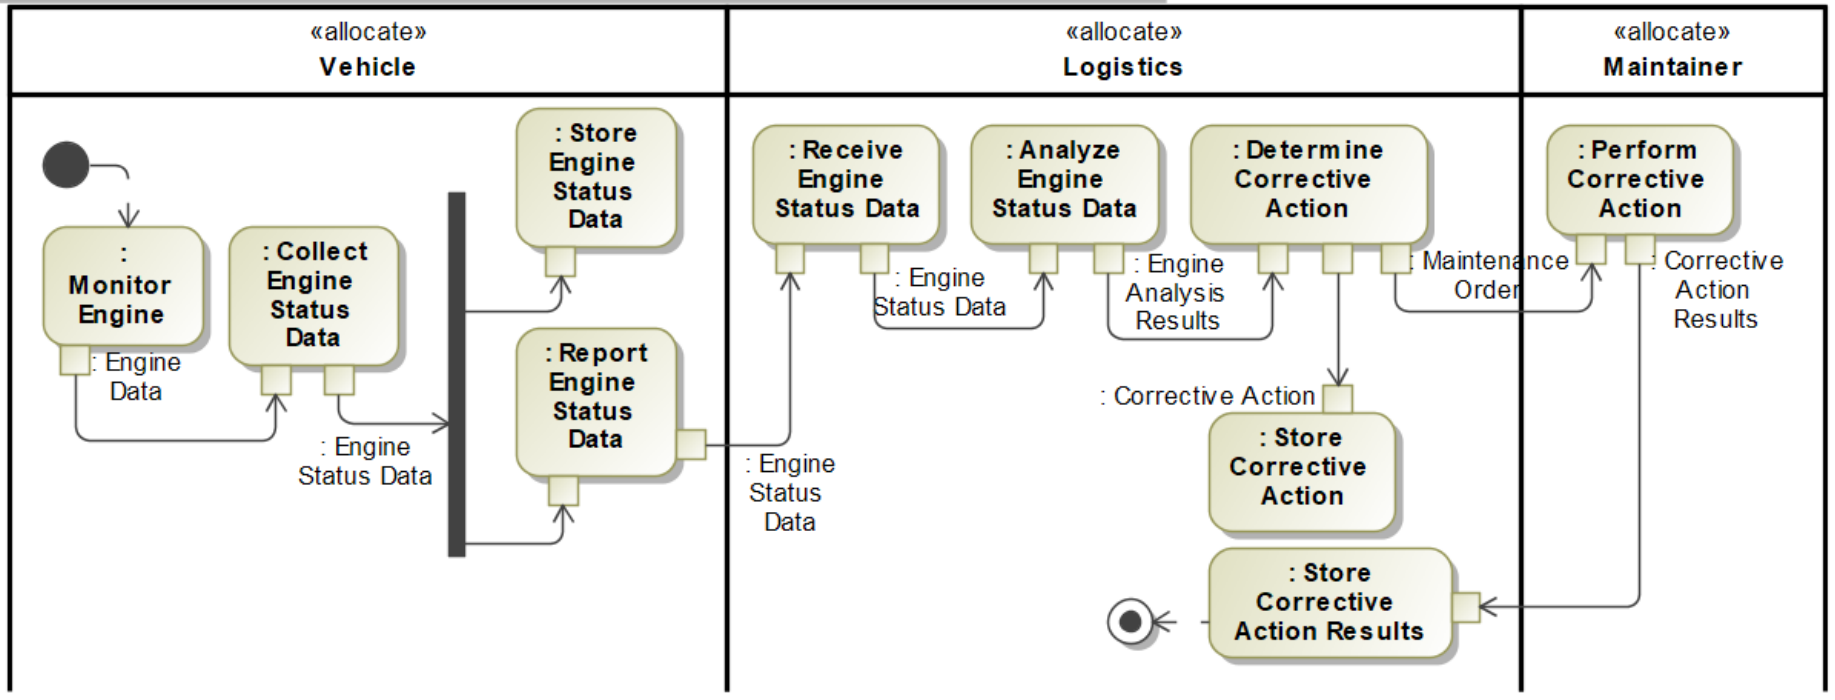 «allocate»
Vehicle
«allocate»
Logistics
«allocate»
Maintainer
:
Monitor
Engine
: Engine
Data
: Collect
Engine
Status
Data
: Engine
Status Data
: Store
Engine
Status
Data
: Report
Engine
Status
Data
: Engine
Status
Data
: Receive
Engine
Status Data
: Engine
Status Data
: Analyze
Engine
Status Data
: Engine
Analysis
Results
: Determine
Corrective
Action
: Maintenance
Order
: Corrective Action
: Store
Corrective
Action
: Perform
Corrective
Action
: Corrective
Action
Results
: Store
Corrective
Action Results